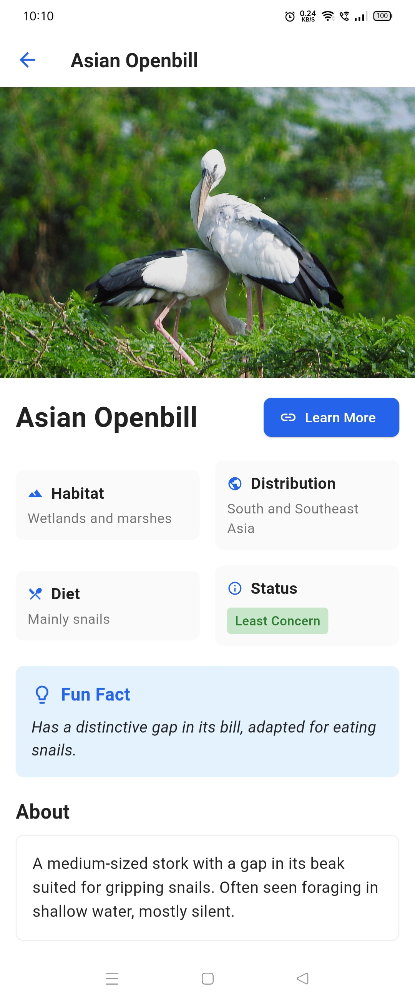 10:10
0.24
KB/S
100
Asian Openbill
Asian Openbill
Learn More
Habitat
Wetlands and marshes
Distribution
South and Southeast
Asia
Diet
Mainly snails
Status
Least Concern
Fun Fact
Has a distinctive gap in its bill, adapted for eating
snails.
About
A medium-sized stork with a gap in its beak
suited for gripping snails. Often seen foraging in
shallow water, mostly silent.